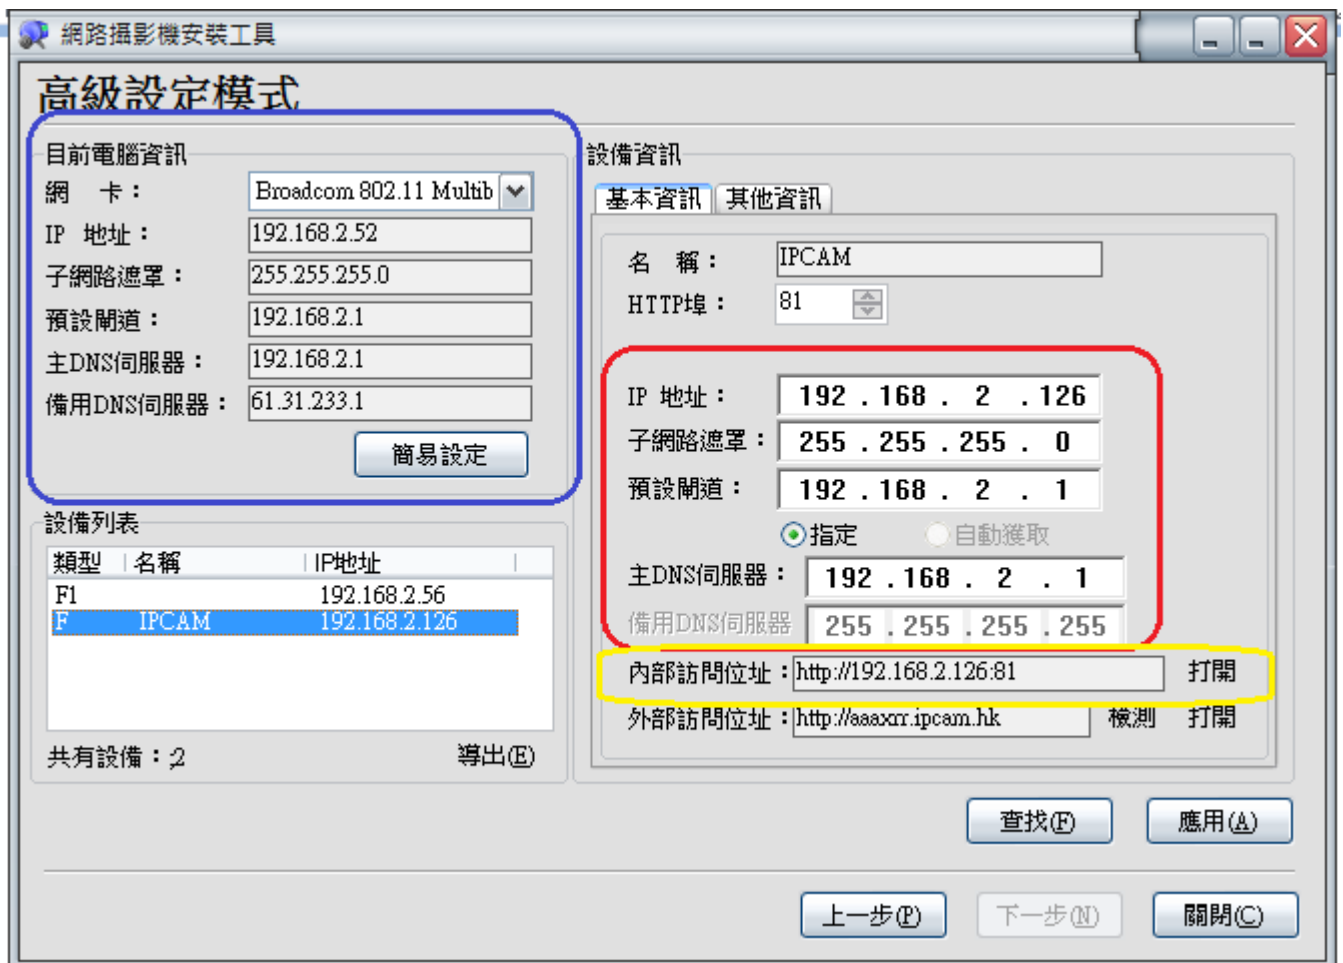 網路攝影機安裝工具
高級設定模式
目前電腦資訊
網 卡： Broadcom 802.11 Multib
IP 地址： 192.168.2.52
子網路遮罩： 255.255.255.0
預設閘道： 192.168.2.1
主DNS伺服器： 192.168.2.1
備用DNS伺服器： 61.31.233.1
簡易設定
設備列表
類型 名稱 IP地址
F1 192.168.2.56
F IPCAM 192.168.2.126
共有設備：2 導出(E)
設備資訊
基本資訊 其他資訊
名 稱： IPCAM
HTTP埠： 81
IP 地址： 192 . 168 . 2 . 126
子網路遮罩： 255 . 255 . 255 . 0
預設閘道： 192 . 168 . 2 . 1
指定 自動獲取
主DNS伺服器： 192 . 168 . 2 . 1
備用DNS伺服器 255 . 255 . 255 . 255
內部訪問位址： http://192.168.2.126:81 打開
外部訪問位址： http://aaaxrr.ipcam.hk 檢測 打開
查找(F) 應用(A)
上一步(P) 下一步(N) 關閉(C)